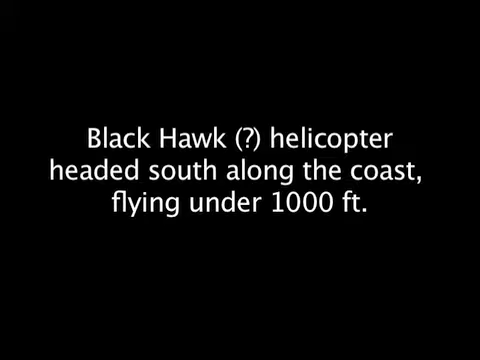 Black Hawk (?) helicopter
headed south along the coast,
flying under 1000 ft.